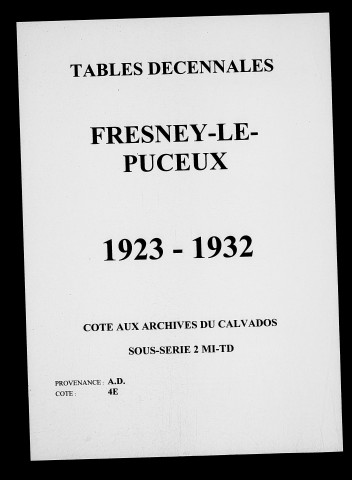 TABLES DECENNALES
FRESNEY-LE-
PUCEUX
1923 - 1932
COTE AUX ARCHIVES DU CALVADOS
SOUS-SERIE 2 MI-TD
PROVENANCE : A.D.
COTE : 4E